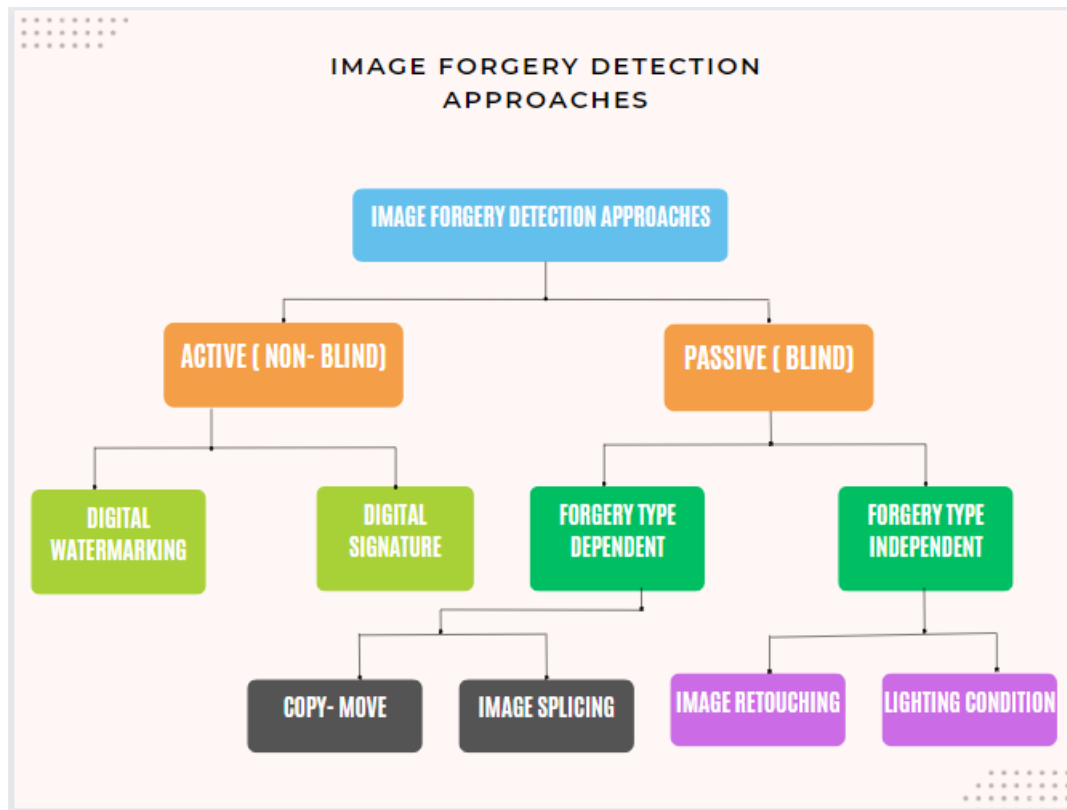 IMAGE FORGERY DETECTION
APPROACHES
IMAGE FORGERY DETECTION APPROACHES
ACTIVE ( NON- BLIND)
PASSIVE ( BLIND)
DIGITAL
WATERMARKING
DIGITAL
SIGNATURE
FORGERY TYPE
DEPENDENT
FORGERY TYPE
INDEPENDENT
COPY- MOVE
IMAGE SPLICING
IMAGE RETOUCHING
LIGHTING CONDITION